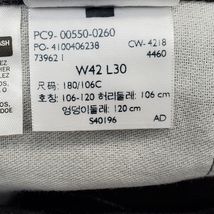 PC9- 00550-0260
PO- 4100406238 CW- 4218
73962 1 4460
W42 L30
尺码: 180/106C
호칭: 106-120 허리둘레: 106 cm
엉덩이둘레: 120 cm
S40196 AD